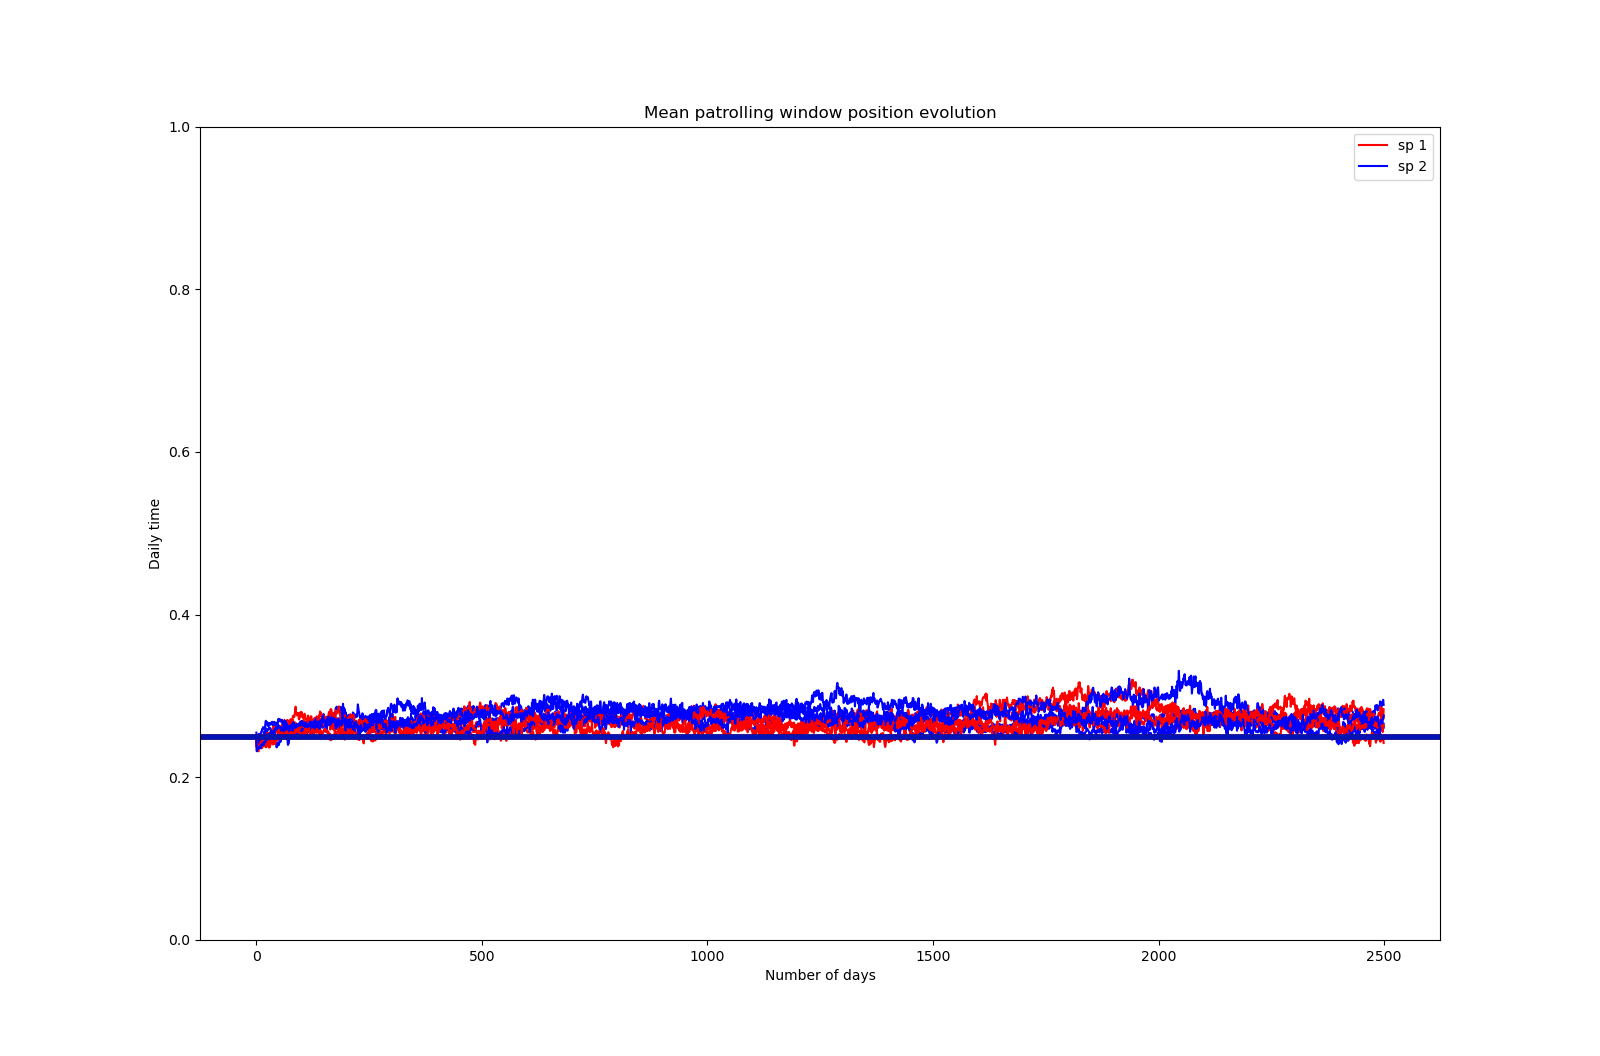 Mean patrolling window position evolution
1.0
sp 1
sp 2
0.8
0.6
Daily time
0.4
0.2
0.0
0 500 1000 1500 2000 2500
Number of days